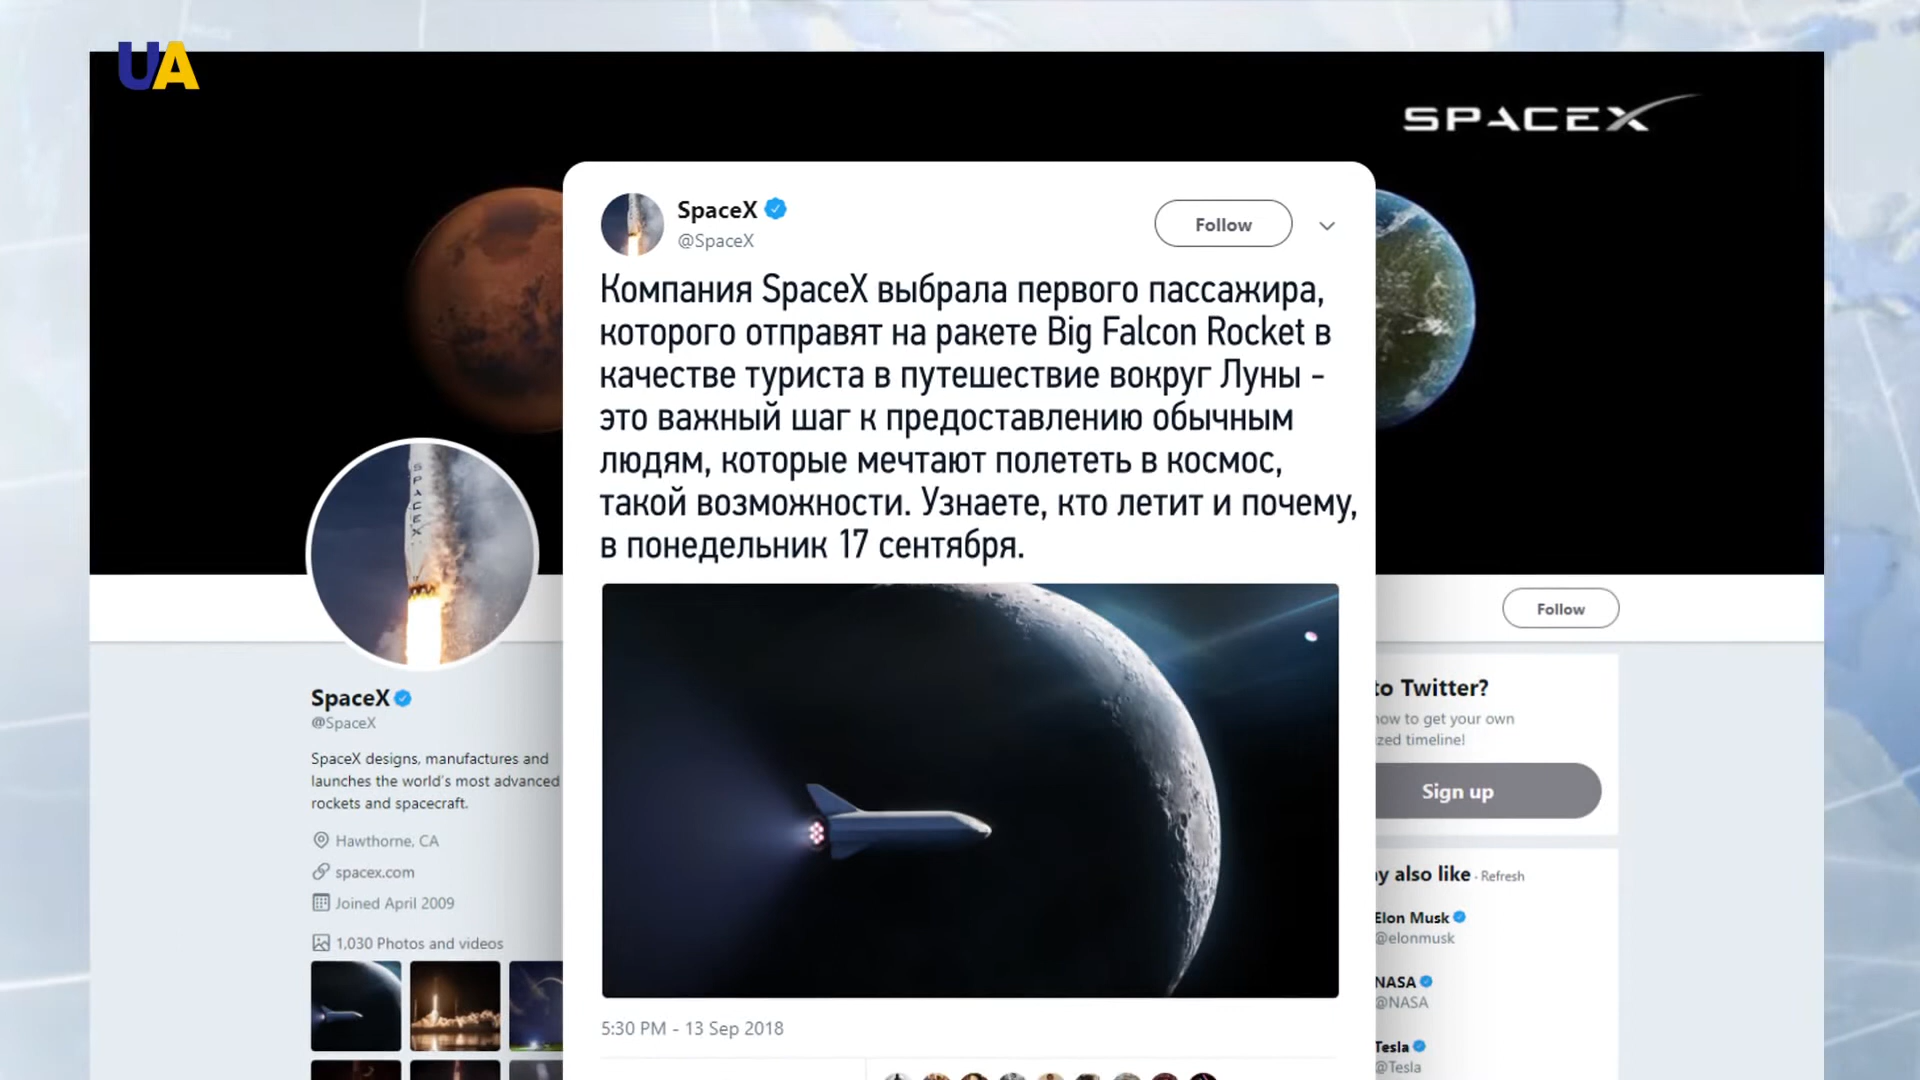 UA
SPACEX
SpaceX
@SpaceX
Follow
Компания SpaceX выбрала первого пассажира,
которого отправят на ракете Big Falcon Rocket в
качестве туриста в путешествие вокруг Луны -
это важный шаг к предоставлению обычным
людям, которые мечтают полететь в космос,
такой возможности. Узнаете, кто летит и почему,
в понедельник 17 сентября.
5:30 PM - 13 Sep 2018
SPACEX
SpaceX
@SpaceX
SpaceX designs, manufactures and
launches the world's most advanced
rockets and spacecraft.
Hawthorne, CA
spacex.com
Joined April 2009
1,030 Photos and videos
Follow
to Twitter?
now to get your own
zed timeline!
Sign up
y also like · Refresh
Elon Musk
@elonmusk
NASA
@NASA
Tesla
@Tesla